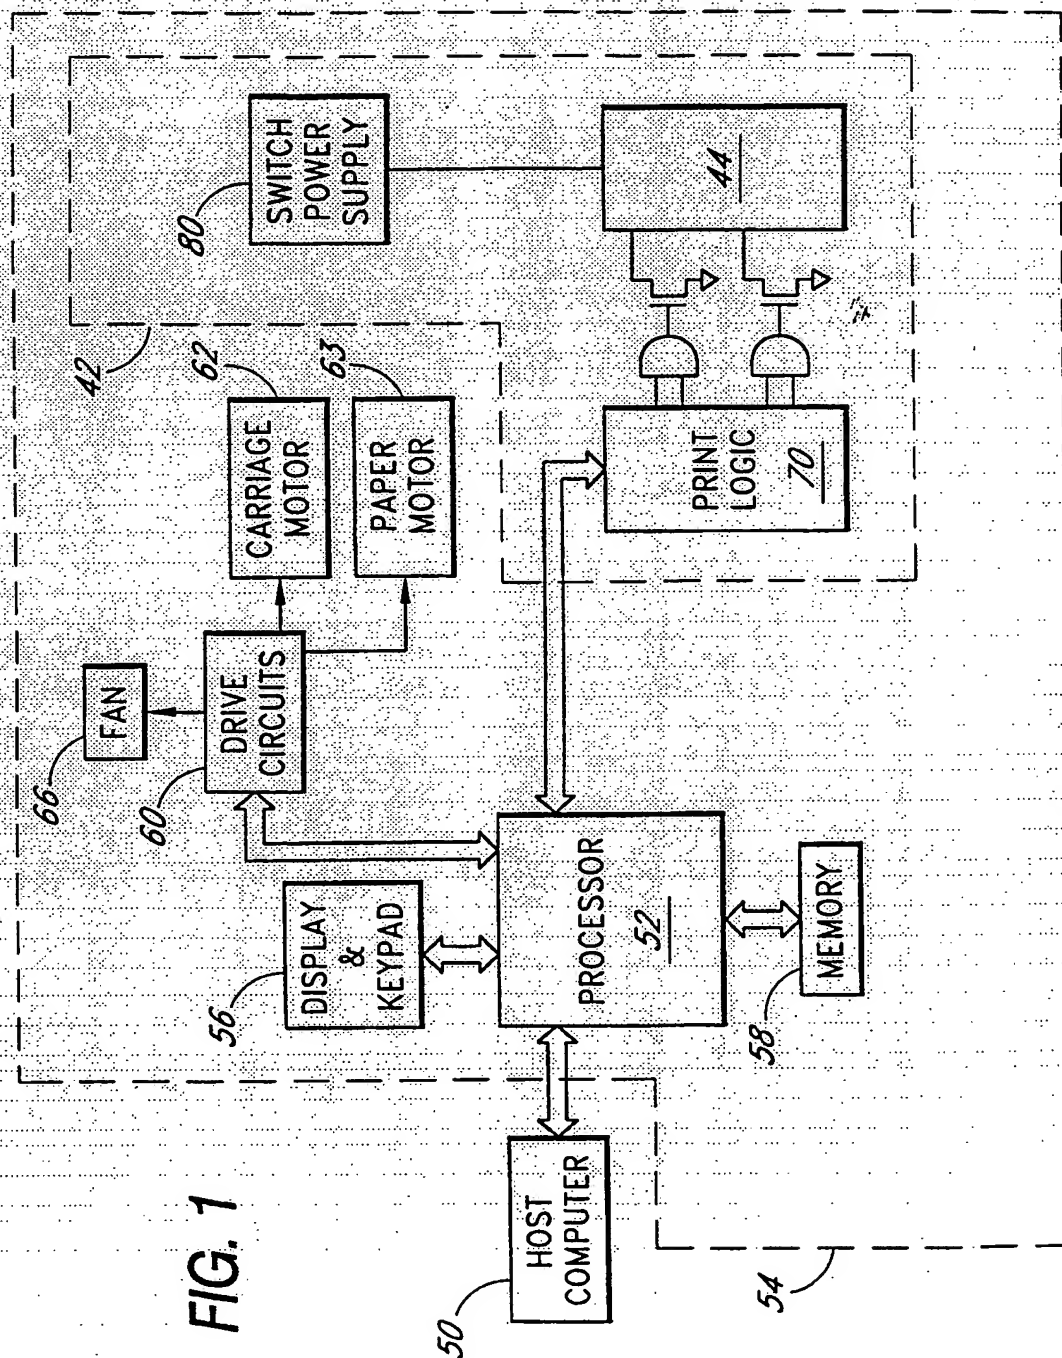 FIG. 1
50
HOST
COMPUTER
54
56
DISPLAY
&
KEYPAD
PROCESSOR
52
58
MEMORY
66
FAN
60
DRIVE
CIRCUITS
42
62
CARRIAGE
MOTOR
63
PAPER
MOTOR
PRINT
LOGIC
70
80
SWITCH
POWER
SUPPLY
44